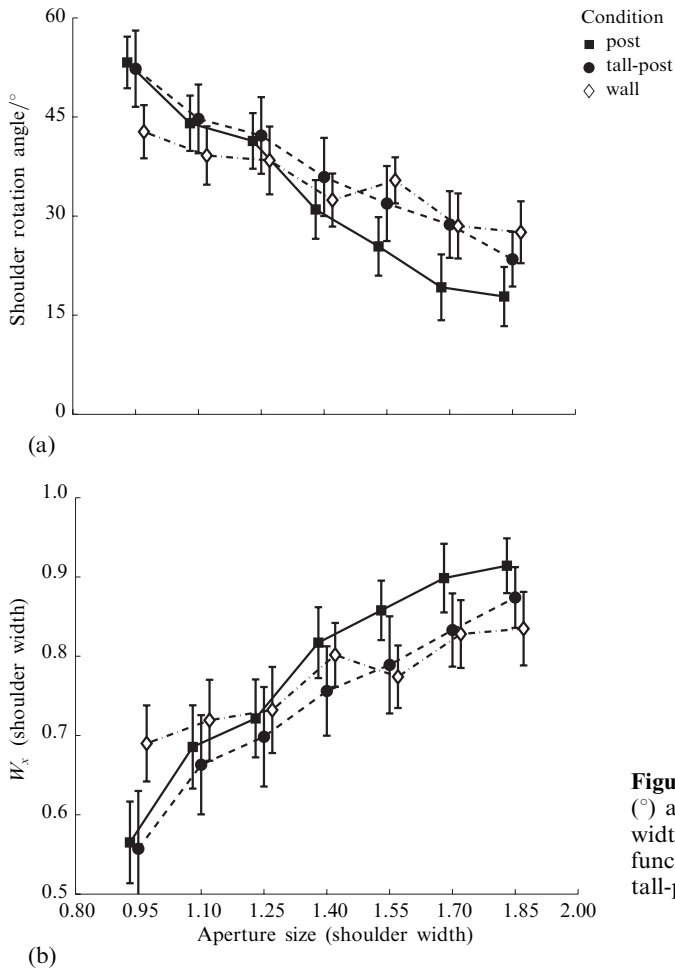 Condition
post
tall-post
wall
60
45
30
15
0
Shoulder rotation angle/°
(a)
1.0
0.9
0.8
0.7
0.6
0.5
Wx (shoulder width)
0.80 0.95 1.10 1.25 1.40 1.55 1.70 1.85 2.00
Aperture size (shoulder width)
(b)
Figu
(°) a
width
func
tall-p